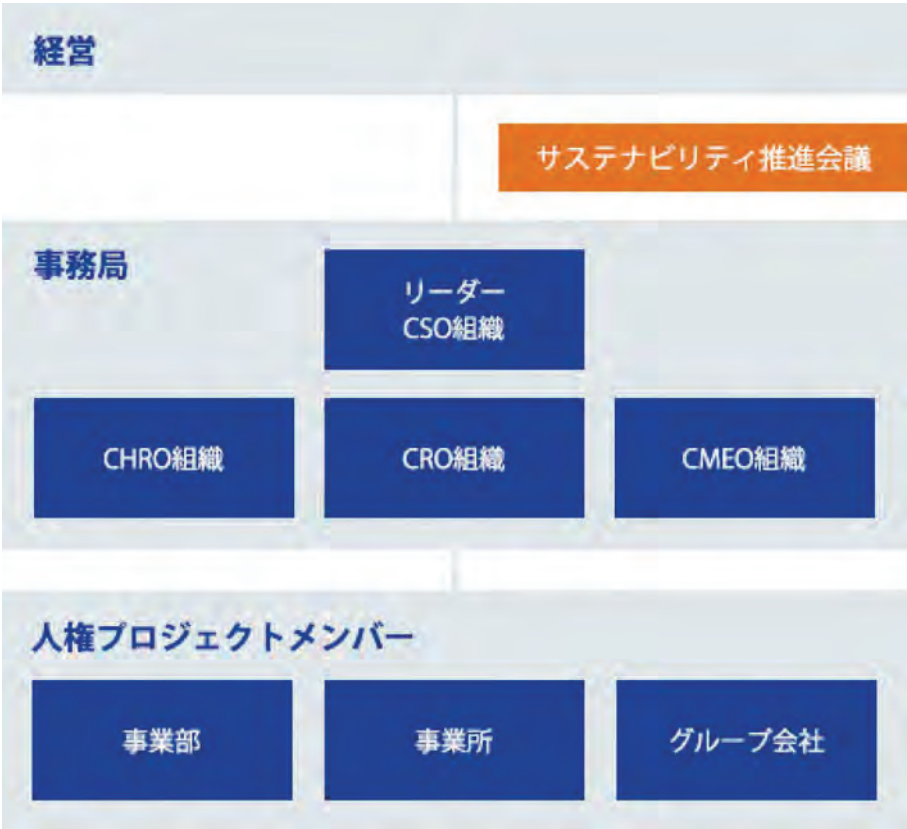 経営
サステナビリティ推進会議
事務局
リーダー
CSO組織
CHRO組織
CRO組織
CMEO組織
人権プロジェクトメンバー
事業部
事業所
グループ会社